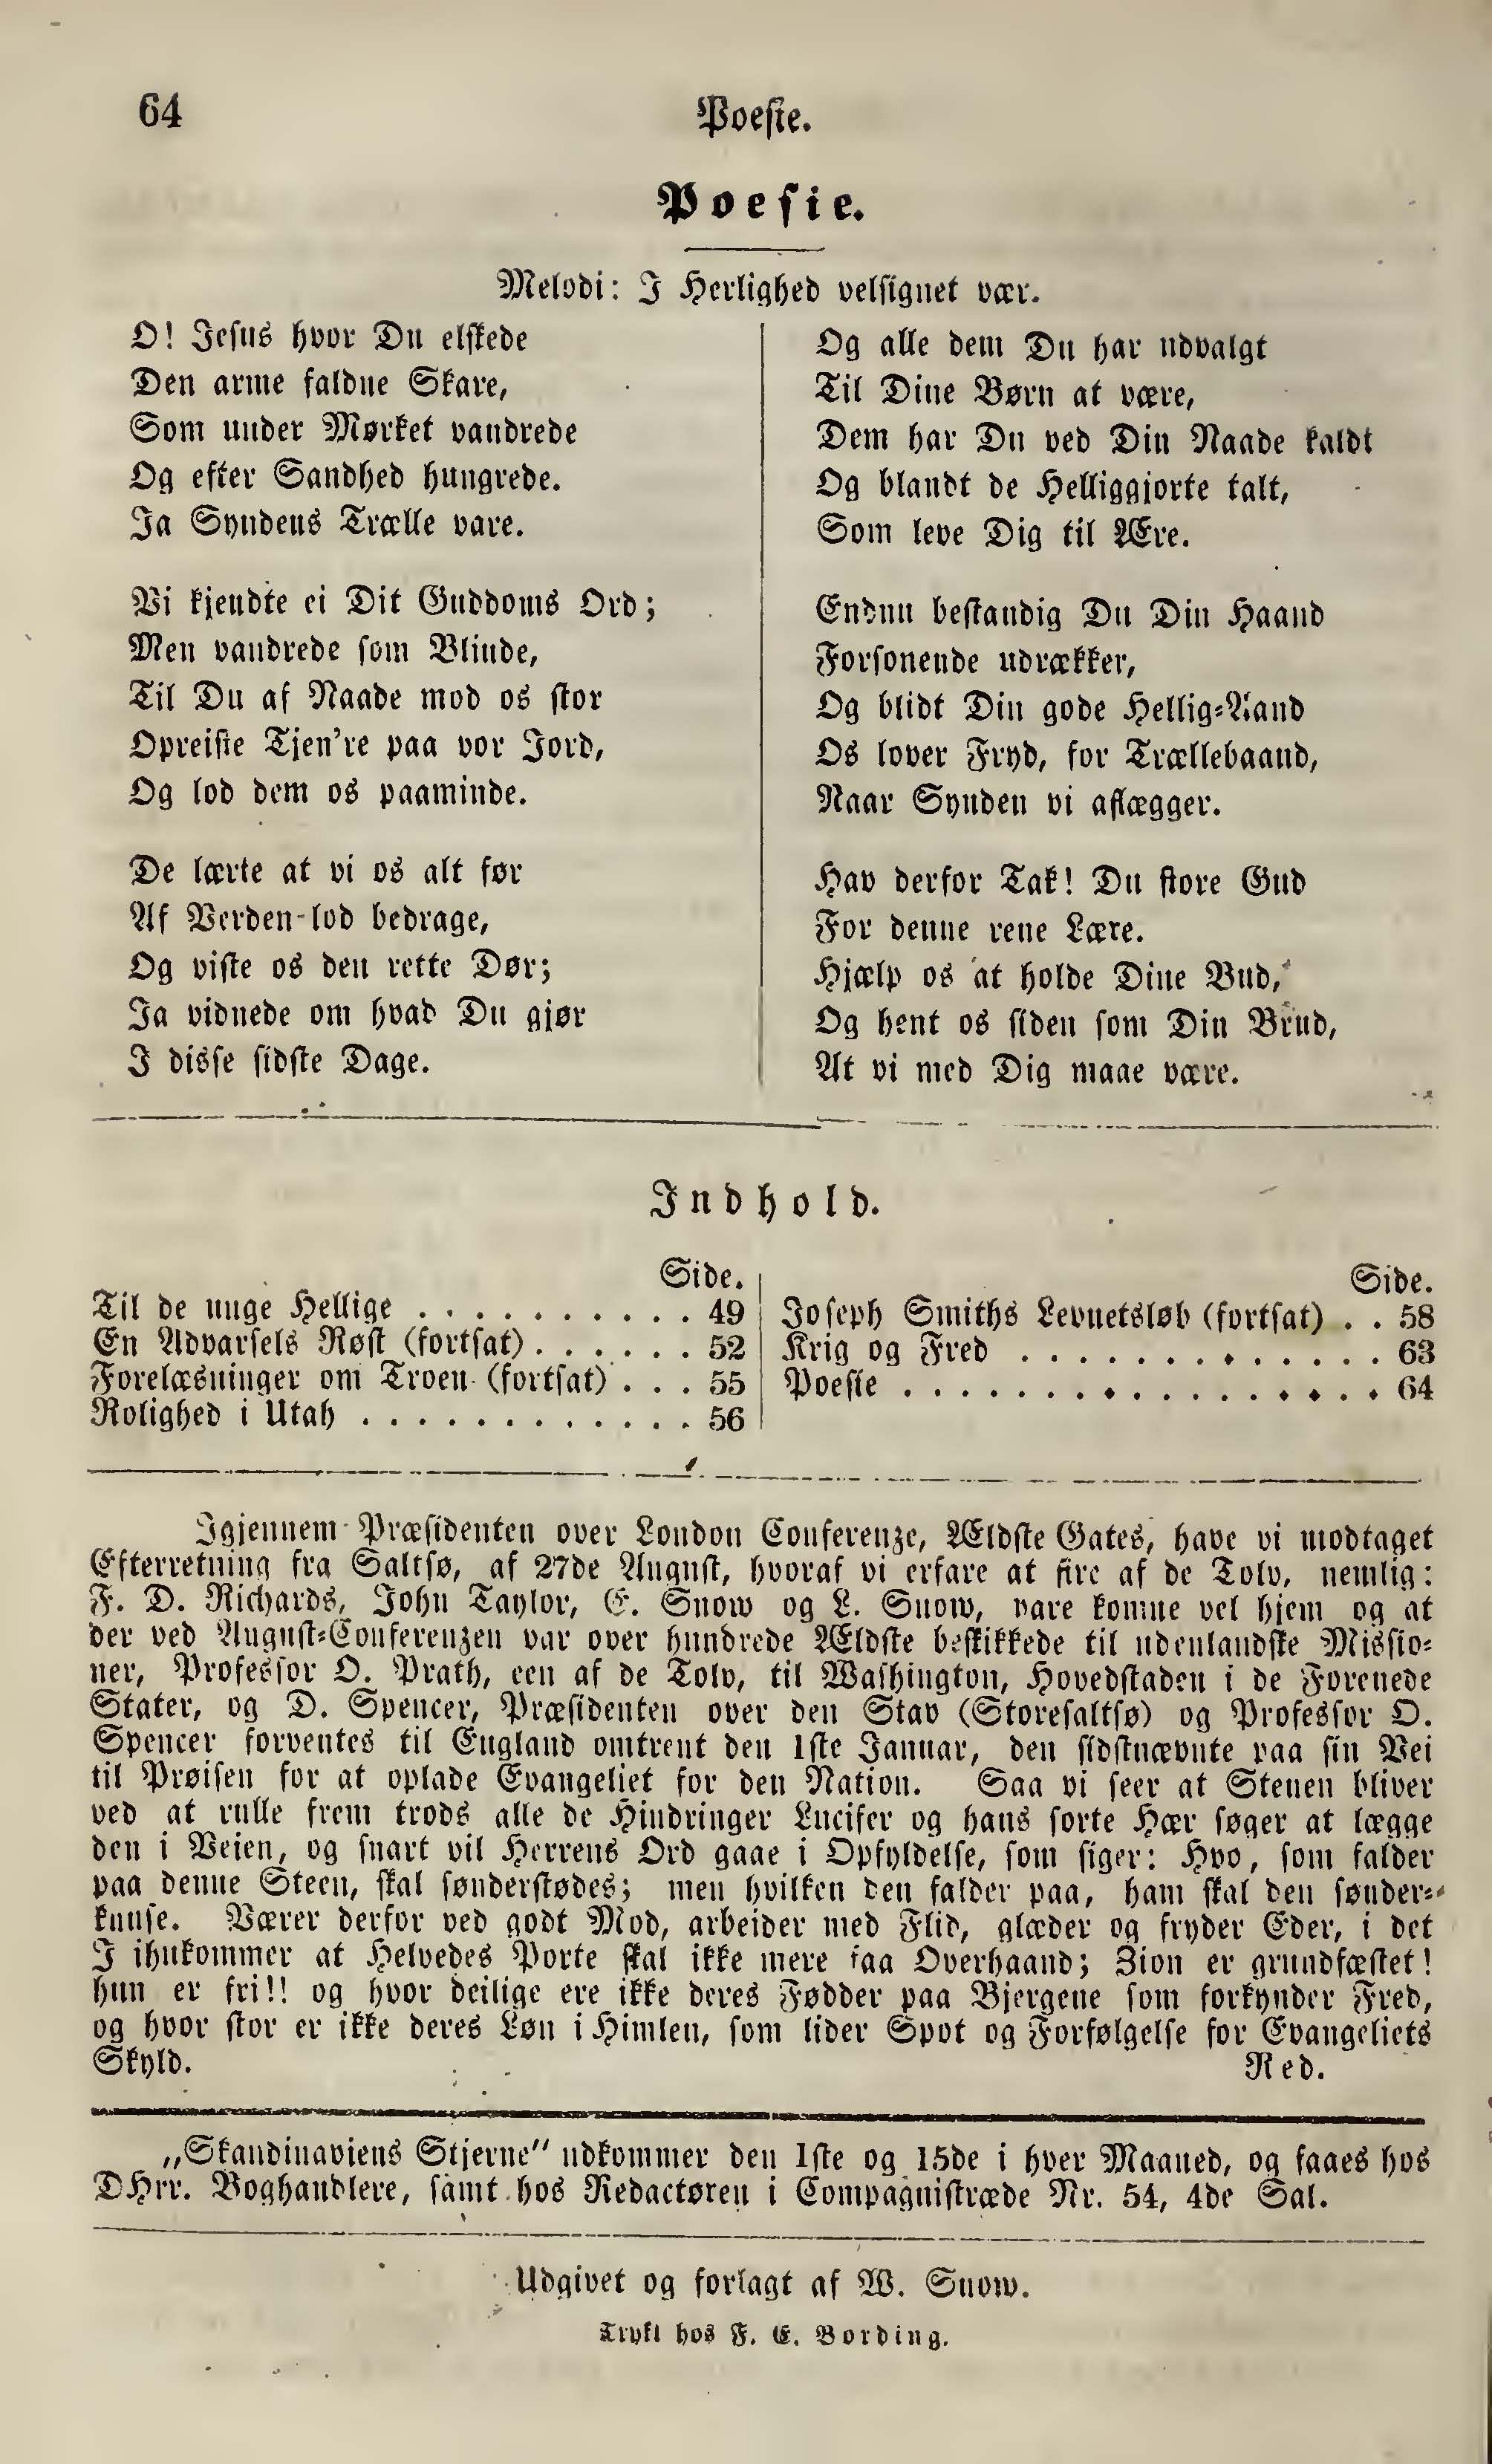 64
Poesie.
Poesie.
Melodi: I Herlighed velsignet vær.
O! Jesus hvor Du elskede
Den arme faldne Skare,
Som under Mørket vandrede
Og efter Sandhed hungrede.
Ja Syndens Trælle vare.
Vi kjendte ei Dit Guddoms Ord;
Men vandrede som Blinde,
Til Du af Naade mod os stor
Opreiste Tjen're paa vor Jord,
Og lod dem os paaminde.
De lærte at vi os alt før
Af Verden lod bedrage,
Og viste os den rette Dør;
Ja vidnede om hvad Du gjør
I disse sidste Dage.
Og alle dem Du har udvalgt
Til Dine Børn at være,
Dem har Du ved Din Naade kaldt
Og blandt de Helliggjorte talt,
Som leve Dig til Ære.
Endnu bestandig Du Din Haand
Forsonende udrækker,
Og blidt Din gode Hellig-Aand
Os lover Fryd, for Trællebaand,
Naar Synden vi aflægger.
Hav derfor Tak! Du store Gud
For denne rene Lære.
Hjælp os at holde Dine Bud,
Og hent os siden som Din Brud,
At vi med Dig maae være.
Indhold.
Side.
Til de unge Hellige . . . . . . . . . . 49
En Advarsels Røst (fortsat) . . . . . . 52
Forelæsninger om Troen (fortsat) . . . 55
Rolighed i Utah . . . . . . . . . . . . 56
Side.
Joseph Smiths Levnetsløb (fortsat) . . 58
Krig og Fred . . . . . . . . . . . . . 63
Poesie . . . . . . . . . . . . . . . . . 64
Igjennem Præsidenten over London Conferenze, Ældste Gates, have vi modtaget
Efterretning fra Saltsø, af 27de August, hvoraf vi erfare at fire af de Tolv, nemlig:
F. D. Richards, John Taylor, E. Snow og L. Snow, vare komne vel hjem og at
der ved August-Conferenzen var over hundrede Ældste beskikkede til udenlandske Missio-
ner, Professor O. Prath, een af de Tolv, til Washington, Hovedstaden i de Forenede
Stater, og D. Spencer, Præsidenten over den Stav (Storesaltsø) og Professor O.
Spencer forventes til England omtrent den 1ste Januar, den sidstnævnte paa sin Vei
til Prøisen for at oplade Evangeliet for den Nation. Saa vi seer at Stenen bliver
ved at rulle frem trods alle de Hindringer Lucifer og hans sorte Hær søger at lægge
den i Veien, og snart vil Herrens Ord gaae i Opfyldelse, som siger: Hvo, som falder
paa denne Steen, skal sønderstødes; men hvilken den falder paa, ham skal den sønder-
knuse. Værer derfor ved godt Mod, arbeider med Flid, glæder og fryder Eder, i det
I ihukommer at Helvedes Porte skal ikke mere faa Overhaand; Zion er grundfæstet!
hun er fri!! og hvor deilige ere ikke deres Fødder paa Bjergene som forkynder Fred,
og hvor stor er ikke deres Løn i Himlen, som lider Spot og Forfølgelse for Evangeliets
Skyld.
Red.
„Skandinaviens Stjerne" udkommer den 1ste og 15de i hver Maaned, og faaes hos
DHrr. Boghandlere, samt hos Redactøren i Compagnistræde Nr. 54, 4de Sal.
Udgivet og forlagt af W. Snow.
Trykt hos F. E. Bording.